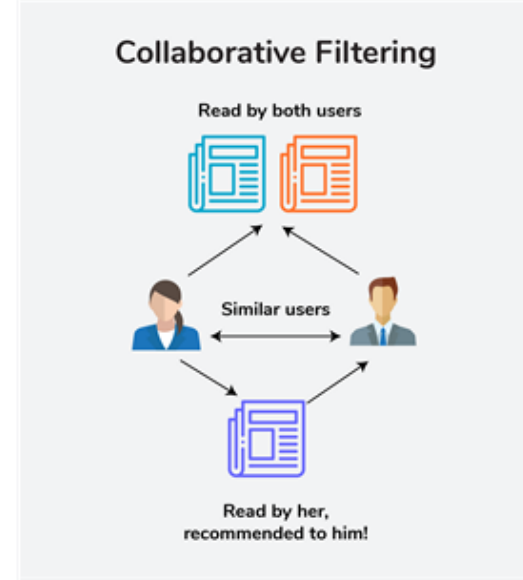 Collaborative Filtering
Read by both users
Similar users
Read by her,
recommended to him!